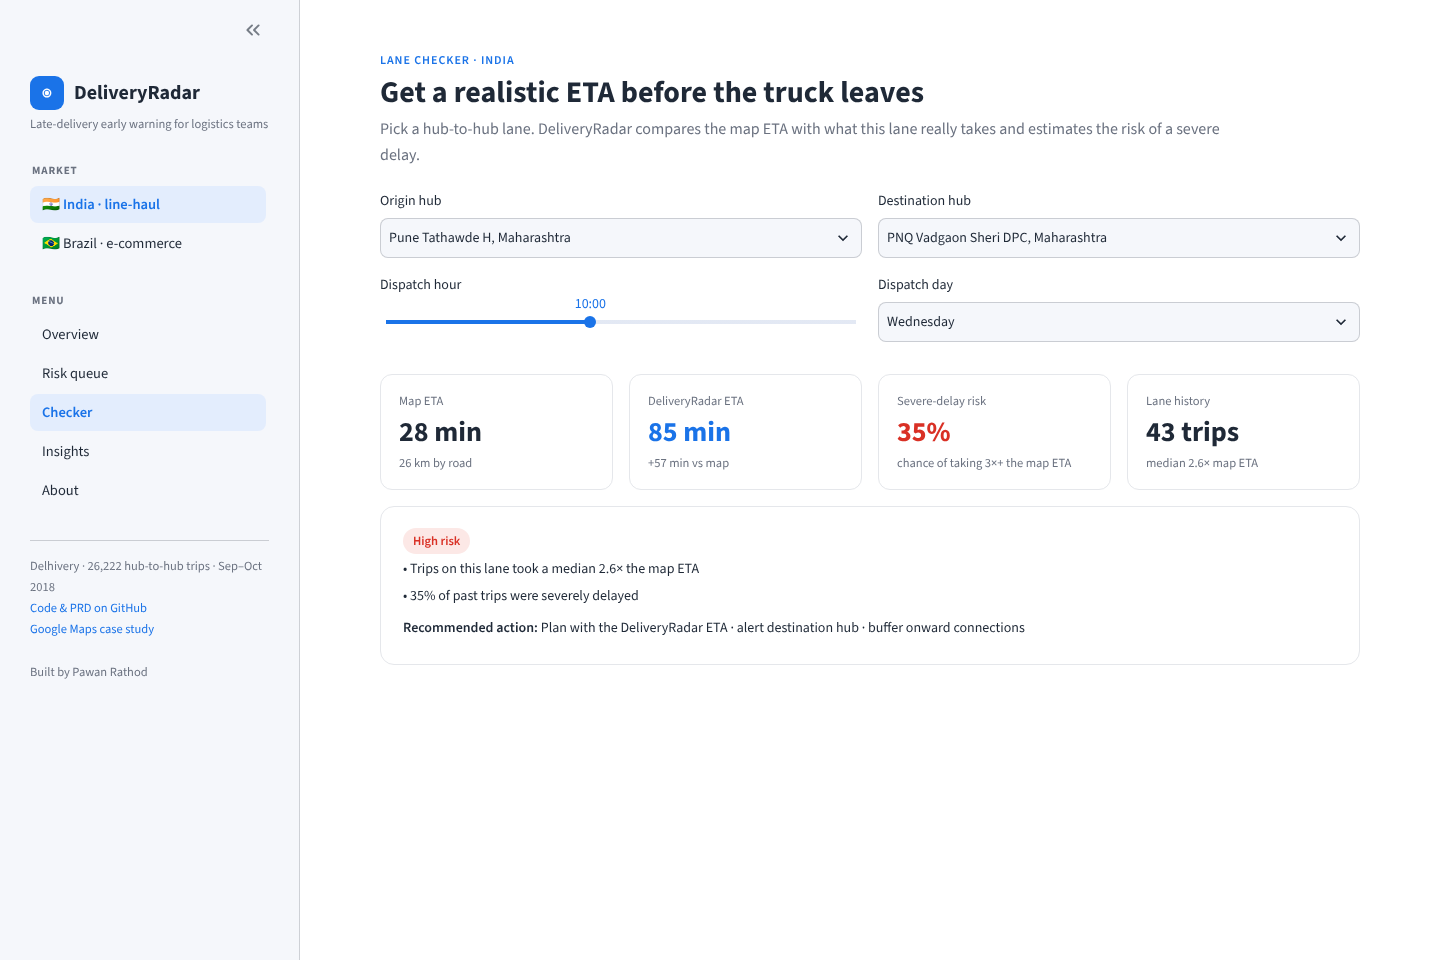 DeliveryRadar
Late-delivery early warning for logistics teams
MARKET
🇮🇳 India · line-haul
🇧🇷 Brazil · e-commerce
MENU
Overview
Risk queue
Checker
Insights
About
Delhivery · 26,222 hub-to-hub trips · Sep–Oct
2018
Code & PRD on GitHub
Google Maps case study
Built by Pawan Rathod
LANE CHECKER · INDIA
Get a realistic ETA before the truck leaves
Pick a hub-to-hub lane. DeliveryRadar compares the map ETA with what this lane really takes and estimates the risk of a severe
delay.
Origin hub
Pune Tathawde H, Maharashtra
Destination hub
PNQ Vadgaon Sheri DPC, Maharashtra
Dispatch hour
10:00
Dispatch day
Wednesday
Map ETA
28 min
26 km by road
DeliveryRadar ETA
85 min
+57 min vs map
Severe-delay risk
35%
chance of taking 3×+ the map ETA
Lane history
43 trips
median 2.6× map ETA
High risk
• Trips on this lane took a median 2.6× the map ETA
• 35% of past trips were severely delayed
Recommended action: Plan with the DeliveryRadar ETA · alert destination hub · buffer onward connections